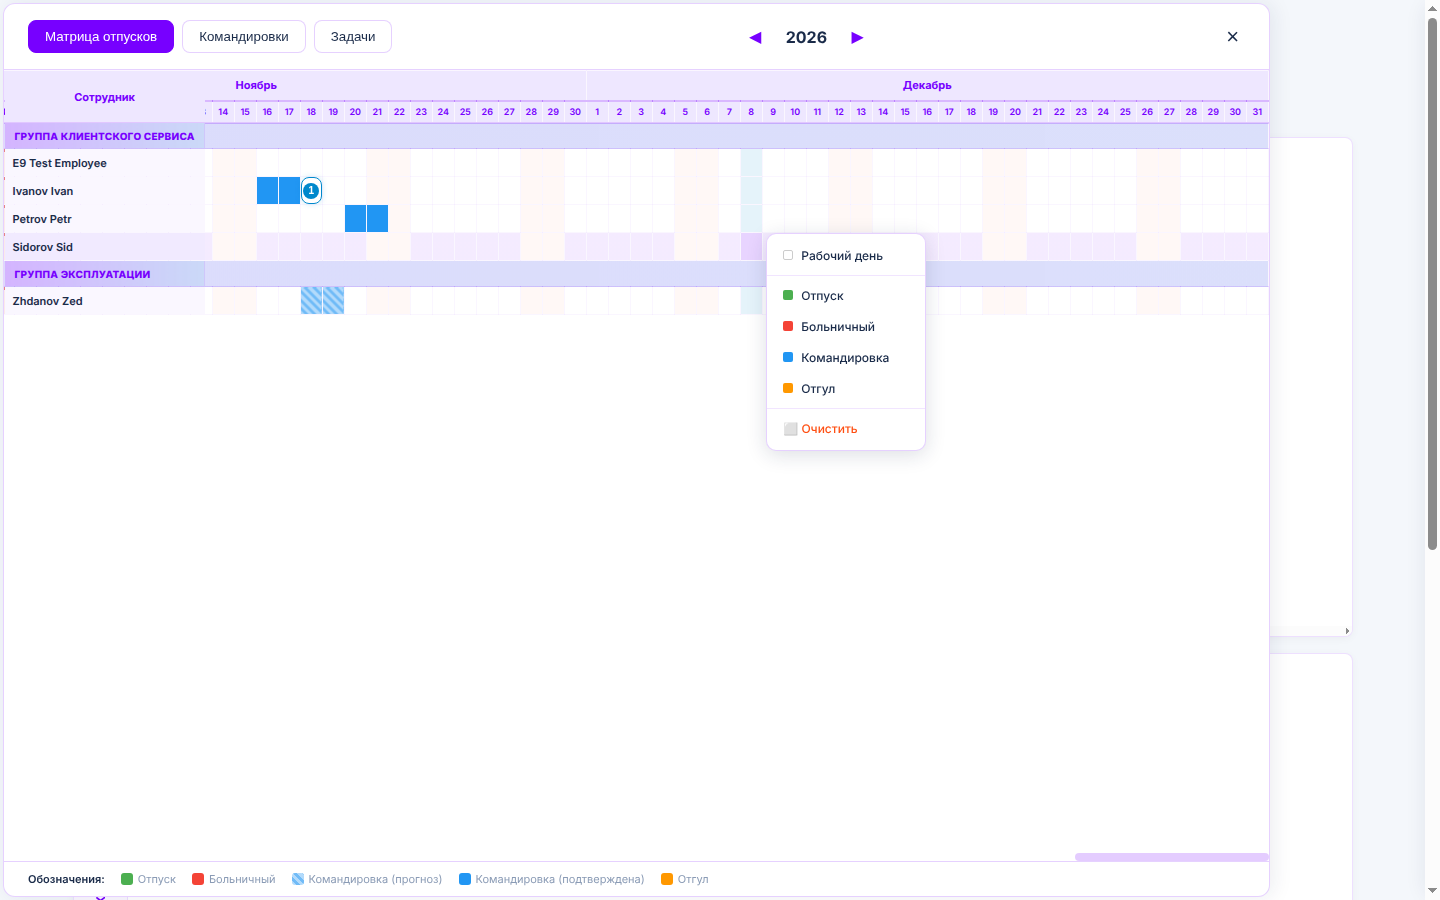 Матрица отпусков Командировки Задачи ◀ 2026 ▶ ✕
Сотрудник Ноябрь Декабрь
14 15 16 17 18 19 20 21 22 23 24 25 26 27 28 29 30 1 2 3 4 5 6 7 8 9 10 11 12 13 14 15 16 17 18 19 20 21 22 23 24 25 26 27 28 29 30 31
ГРУППА КЛИЕНТСКОГО СЕРВИСА
E9 Test Employee
Ivanov Ivan 1
Petrov Petr
Sidorov Sid
ГРУППА ЭКСПЛУАТАЦИИ
Zhdanov Zed
Рабочий день
Отпуск
Больничный
Командировка
Отгул
Очистить
Обозначения: Отпуск Больничный Командировка (прогноз) Командировка (подтверждена) Отгул